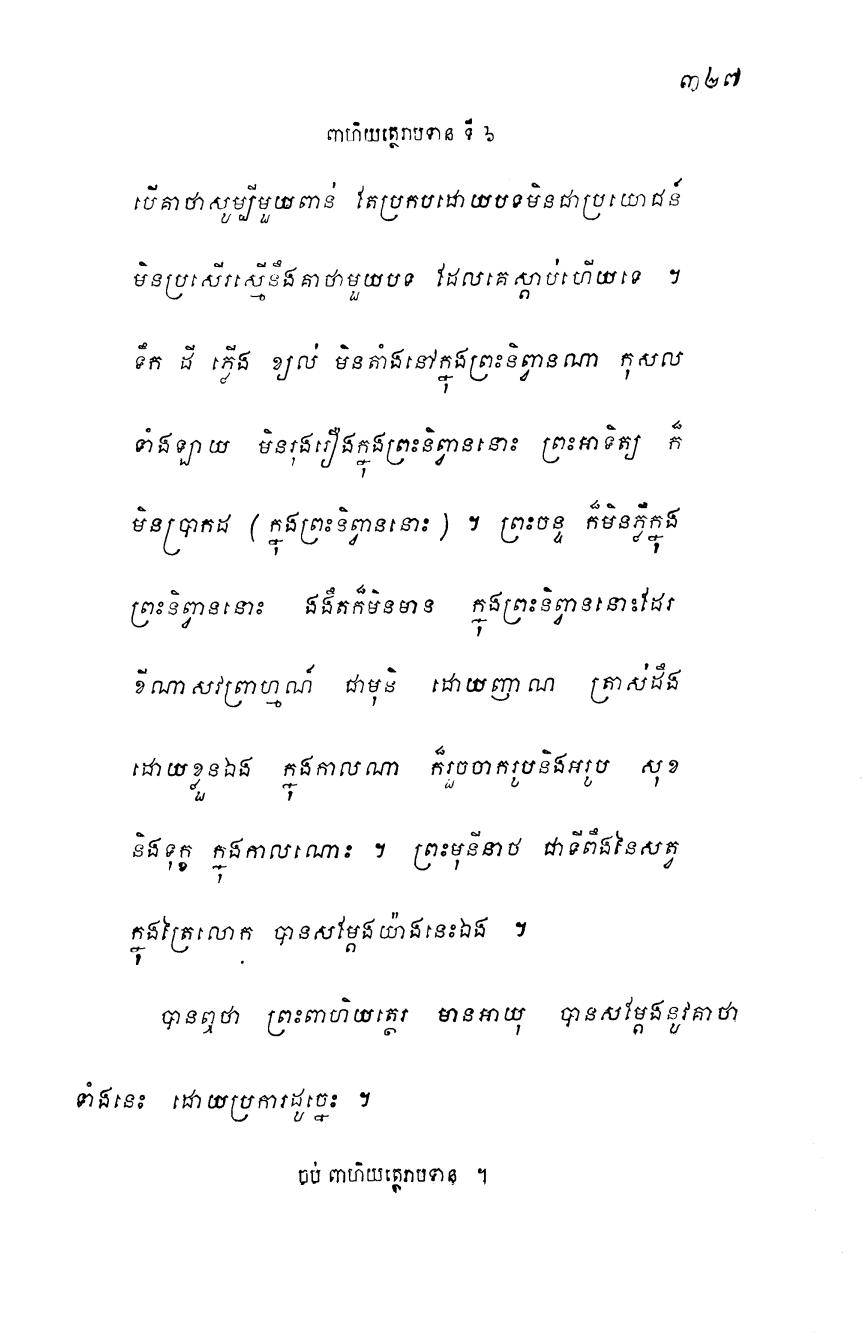 ៣២៧
ពាហិយត្ថេរាបទាន ទី ៦
បើគាថាសូម្បីមួយពាន់ តែប្រកបដោយបទមិនជាប្រយោជន៍
មិនប្រសើរស្មើនឹងគាថាមួយបទ ដែលគេស្តាប់ហើយទេ ។
ទឹក ដី ភ្លើង ខ្យល់ មិនតាំងនៅក្នុងព្រះនិព្វានណា កុសល
ទាំងឡាយ មិនរុងរឿងក្នុងព្រះនិព្វាននោះ ព្រះអាទិត្យ ក៏
មិនប្រាកដ ( ក្នុងព្រះនិព្វាននោះ ) ។ ព្រះចន្ទ ក៏មិនភ្លឺក្នុង
ព្រះនិព្វាននោះ ងងឹតក៏មិនមាន ក្នុងព្រះនិព្វាននោះដែរ
ខីណាសវព្រាហ្មណ៍ ជាមុនិ ដោយញាណ ត្រាស់ដឹង
ដោយខ្លួនឯង ក្នុងកាលណា ក៏រួចចាករូបនិងអរូប សុខ
និងទុក្ខ ក្នុងកាលណោះ ។ ព្រះមុនីនាថ ជាទីពឹងនៃសត្វ
ក្នុងត្រៃលោក បានសម្តែងយ៉ាងនេះឯង ។
បានឮថា ព្រះពាហិយត្ថេរ មានអាយុ បានសម្តែងនូវគាថា
ទាំងនេះ ដោយប្រការដូច្នេះ ។
ចប់ ពាហិយត្ថេរាបទាន ។